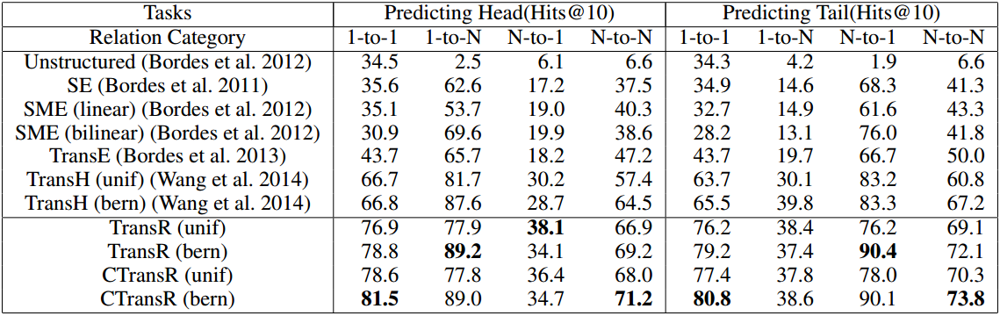 Tasks Predicting Head(Hits@10) Predicting Tail(Hits@10)
Relation Category 1-to-1 1-to-N N-to-1 N-to-N 1-to-1 1-to-N N-to-1 N-to-N
Unstructured (Bordes et al. 2012) 34.5 2.5 6.1 6.6 34.3 4.2 1.9 6.6
SE (Bordes et al. 2011) 35.6 62.6 17.2 37.5 34.9 14.6 68.3 41.3
SME (linear) (Bordes et al. 2012) 35.1 53.7 19.0 40.3 32.7 14.9 61.6 43.3
SME (bilinear) (Bordes et al. 2012) 30.9 69.6 19.9 38.6 28.2 13.1 76.0 41.8
TransE (Bordes et al. 2013) 43.7 65.7 18.2 47.2 43.7 19.7 66.7 50.0
TransH (unif) (Wang et al. 2014) 66.7 81.7 30.2 57.4 63.7 30.1 83.2 60.8
TransH (bern) (Wang et al. 2014) 66.8 87.6 28.7 64.5 65.5 39.8 83.3 67.2
TransR (unif) 76.9 77.9 38.1 66.9 76.2 38.4 76.2 69.1
TransR (bern) 78.8 89.2 34.1 69.2 79.2 37.4 90.4 72.1
CTransR (unif) 78.6 77.8 36.4 68.0 77.4 37.8 78.0 70.3
CTransR (bern) 81.5 89.0 34.7 71.2 80.8 38.6 90.1 73.8